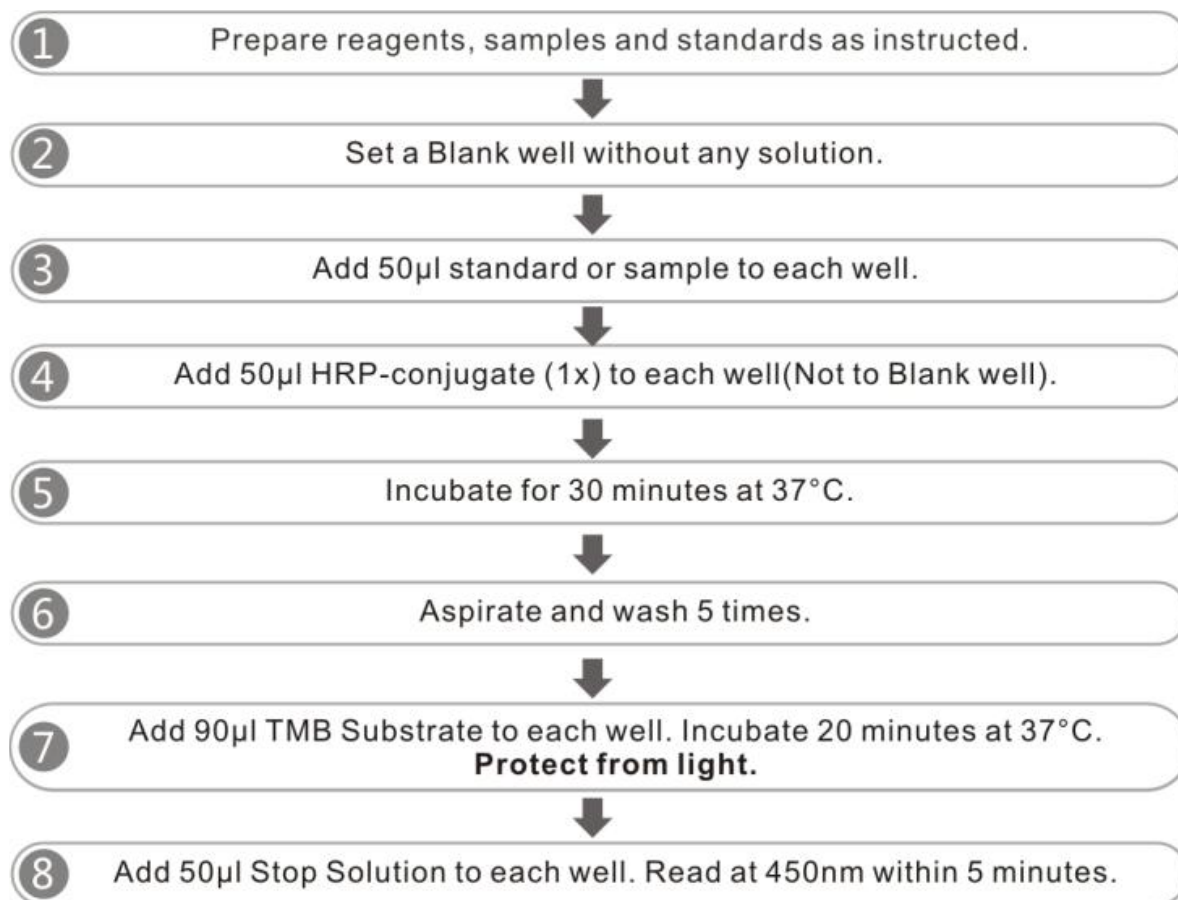 1 Prepare reagents, samples and standards as instructed.
2 Set a Blank well without any solution.
3 Add 50µl standard or sample to each well.
4 Add 50µl HRP-conjugate (1x) to each well(Not to Blank well).
5 Incubate for 30 minutes at 37°C.
6 Aspirate and wash 5 times.
7 Add 90µl TMB Substrate to each well. Incubate 20 minutes at 37°C.
Protect from light.
8 Add 50µl Stop Solution to each well. Read at 450nm within 5 minutes.